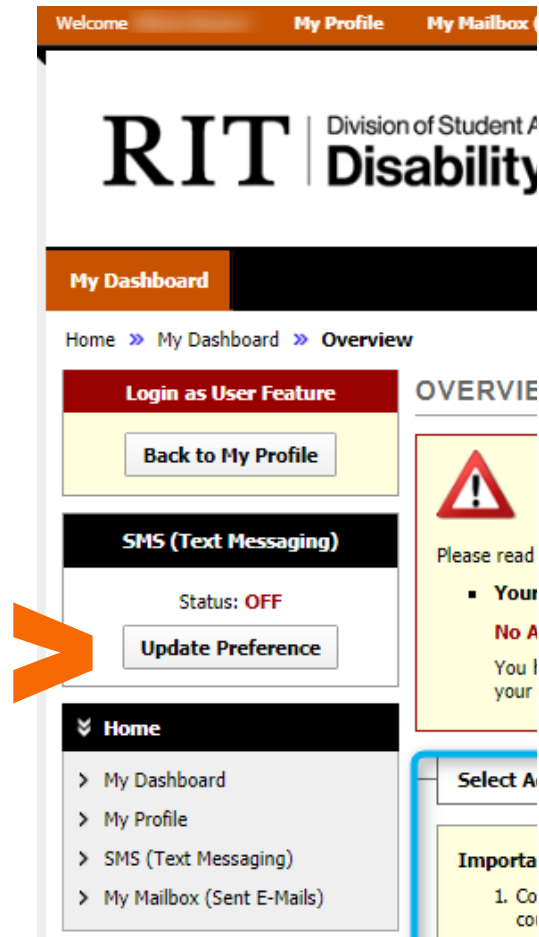 Welcome
My Profile
My Mailbox (
RIT
Division of Student A
Disability
My Dashboard
Home » My Dashboard » Overview
Login as User Feature
Back to My Profile
SMS (Text Messaging)
Status: OFF
Update Preference
Home
My Dashboard
My Profile
SMS (Text Messaging)
My Mailbox (Sent E-Mails)
OVERVIE
Please read
Your
No A
You h
your
Select A
Importa
1. Co
cou